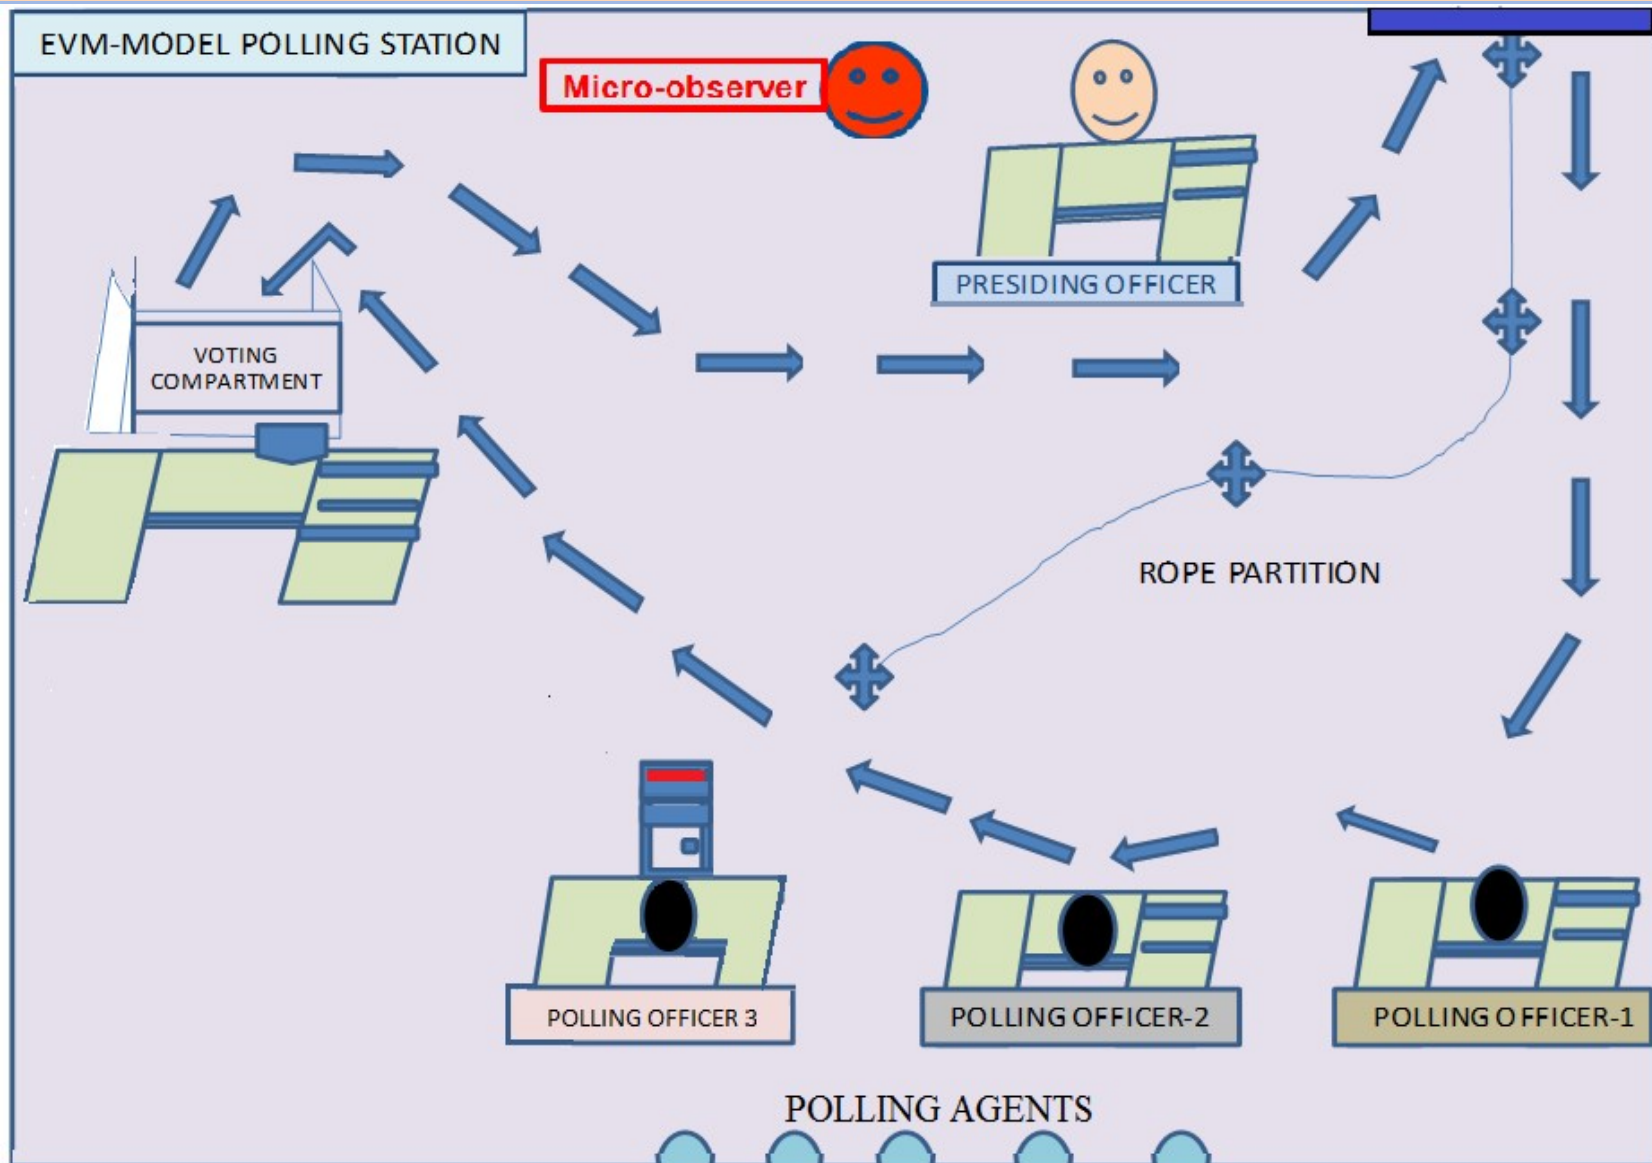 EVM-MODEL POLLING STATION
Micro-observer
PRESIDING OFFICER
VOTING
COMPARTMENT
ROPE PARTITION
POLLING OFFICER 3
POLLING OFFICER-2
POLLING OFFICER-1
POLLING AGENTS